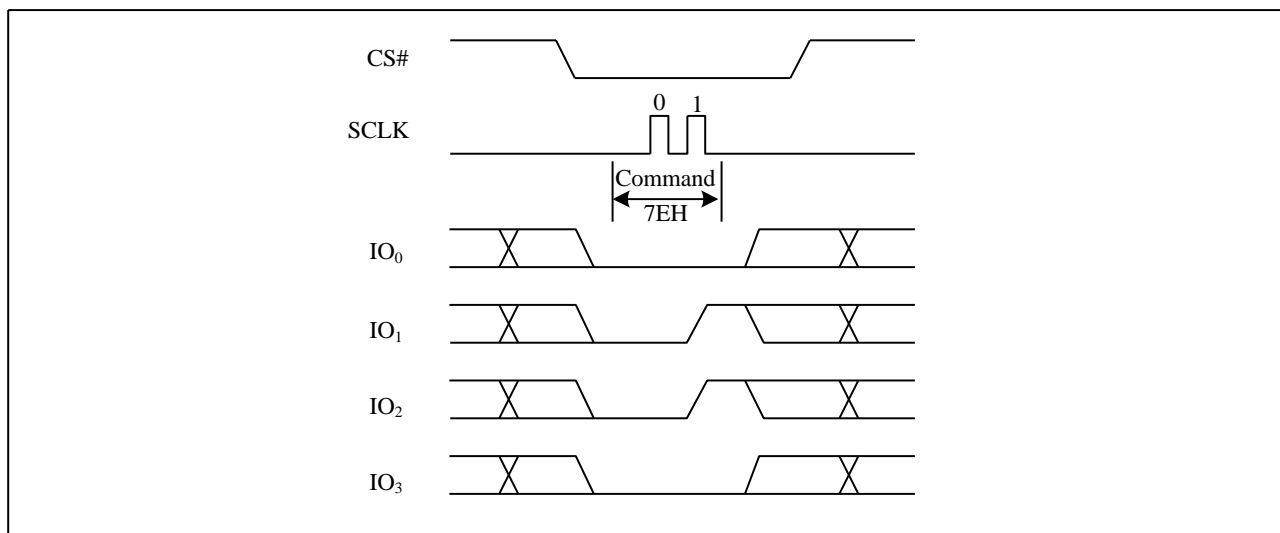 CS#
0 1
SCLK
Command
7EH
IO₀
IO₁
IO₂
IO₃